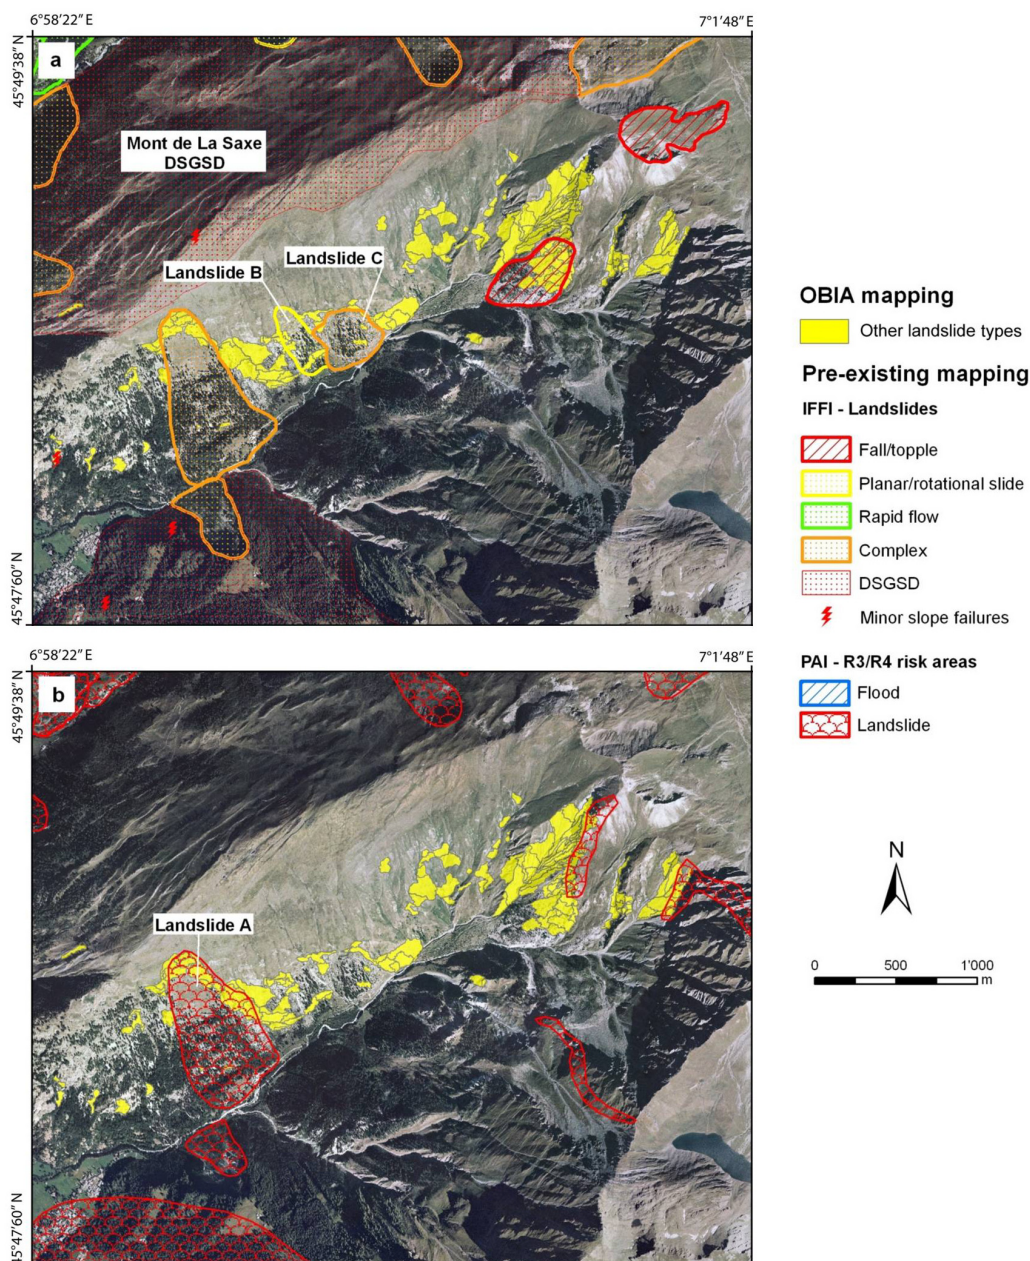 6°58'22" E
7°1'48" E
45°49'38" N
a
Mont de La Saxe
DSGSD
Landslide B
Landslide C
45°47'60" N
OBIA mapping
Other landslide types
Pre-existing mapping
IFFI - Landslides
Fall/topple
Planar/rotational slide
Rapid flow
Complex
DSGSD
Minor slope failures
PAI - R3/R4 risk areas
Flood
Landslide
6°58'22" E
7°1'48" E
45°49'38" N
b
Landslide A
45°47'60" N
N
0 500 1'000
m